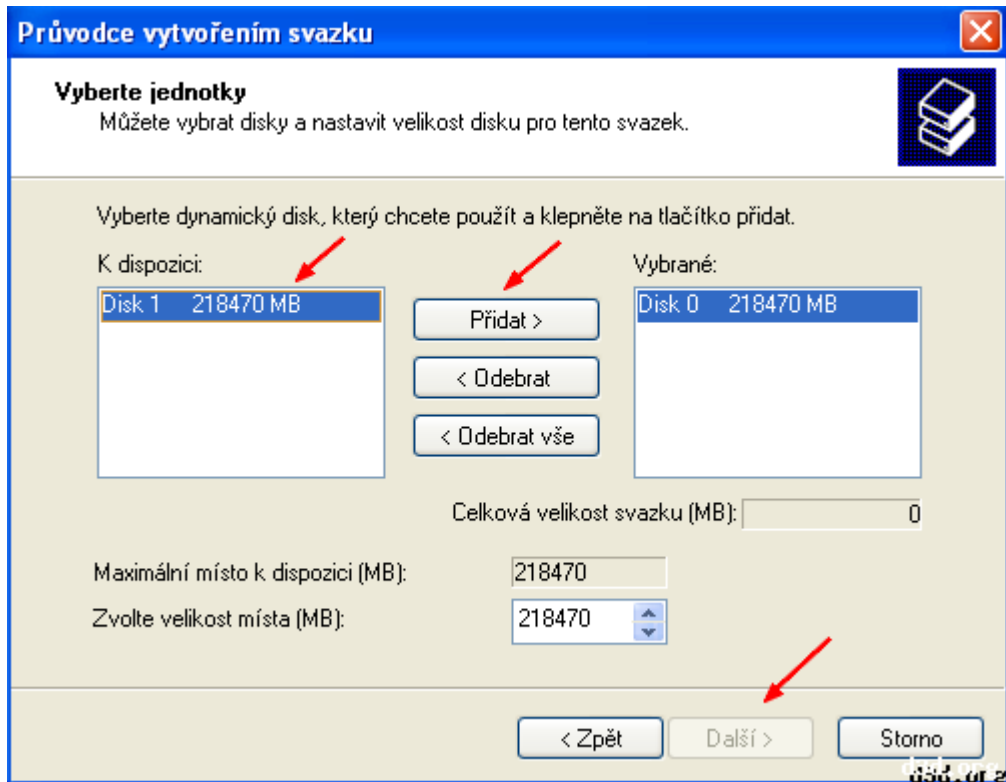 Průvodce vytvořením svazku
Vyberte jednotky
Můžete vybrat disky a nastavit velikost disku pro tento svazek.
Vyberte dynamický disk, který chcete použít a klepněte na tlačítko přidat.
K dispozici:
Vybrané:
Disk 1 218470 MB
Disk 0 218470 MB
Přidat >
< Odebrat
< Odebrat vše
Celková velikost svazku (MB): 0
Maximální místo k dispozici (MB): 218470
Zvolte velikost místa (MB): 218470
< Zpět
Další >
Storno